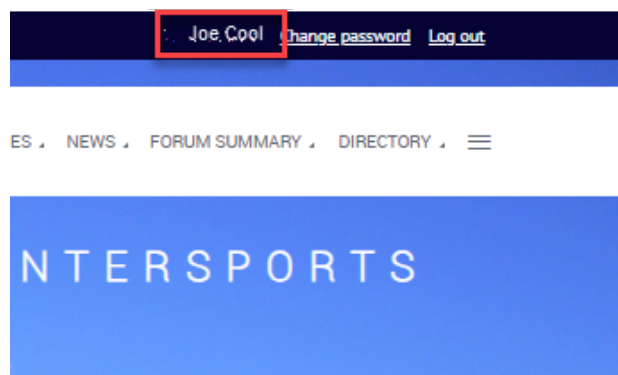 Joe Cool Change password Log out
ES NEWS FORUM SUMMARY DIRECTORY
NTERSPORTS